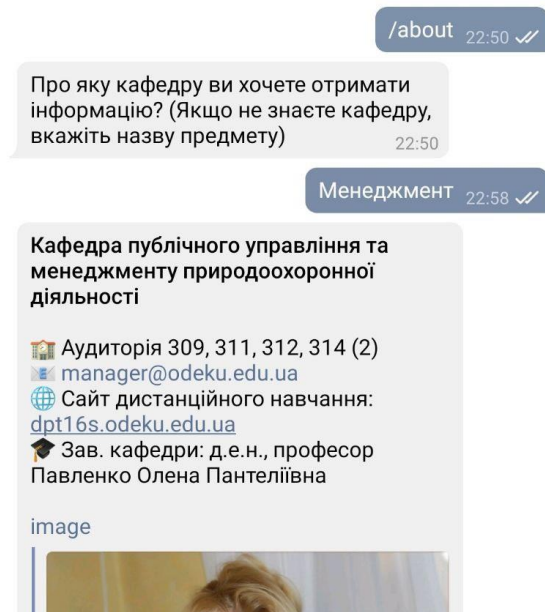 /about 22:50
Про яку кафедру ви хочете отримати
інформацію? (Якщо не знаєте кафедру,
вкажіть назву предмету) 22:50
Менеджмент 22:58
Кафедра публічного управління та
менеджменту природоохоронної
діяльності
Аудиторія 309, 311, 312, 314 (2)
manager@odeku.edu.ua
Сайт дистанційного навчання:
dpt16s.odeku.edu.ua
Зав. кафедри: д.е.н., професор
Павленко Олена Пантеліївна
image